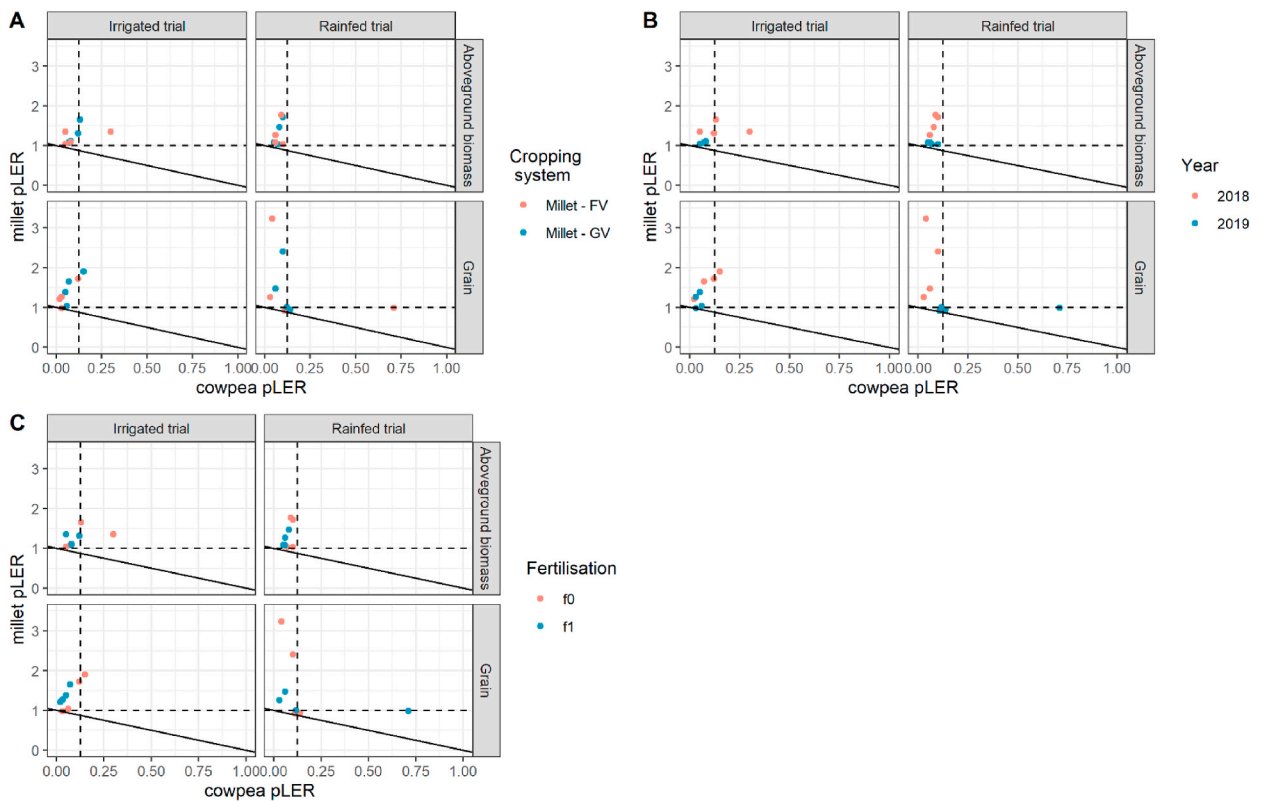 A
Irrigated trial
Rainfed trial
3
2
1
0
Aboveground biomass
3
2
1
0
Grain
millet pLER
0.00 0.25 0.50 0.75 1.00 0.00 0.25 0.50 0.75 1.00
cowpea pLER
Cropping
system
Millet - FV
Millet - GV
B
Irrigated trial
Rainfed trial
3
2
1
0
Aboveground biomass
3
2
1
0
Grain
millet pLER
0.00 0.25 0.50 0.75 1.00 0.00 0.25 0.50 0.75 1.00
cowpea pLER
Year
2018
2019
C
Irrigated trial
Rainfed trial
3
2
1
0
Aboveground biomass
3
2
1
0
Grain
millet pLER
0.00 0.25 0.50 0.75 1.00 0.00 0.25 0.50 0.75 1.00
cowpea pLER
Fertilisation
f0
f1